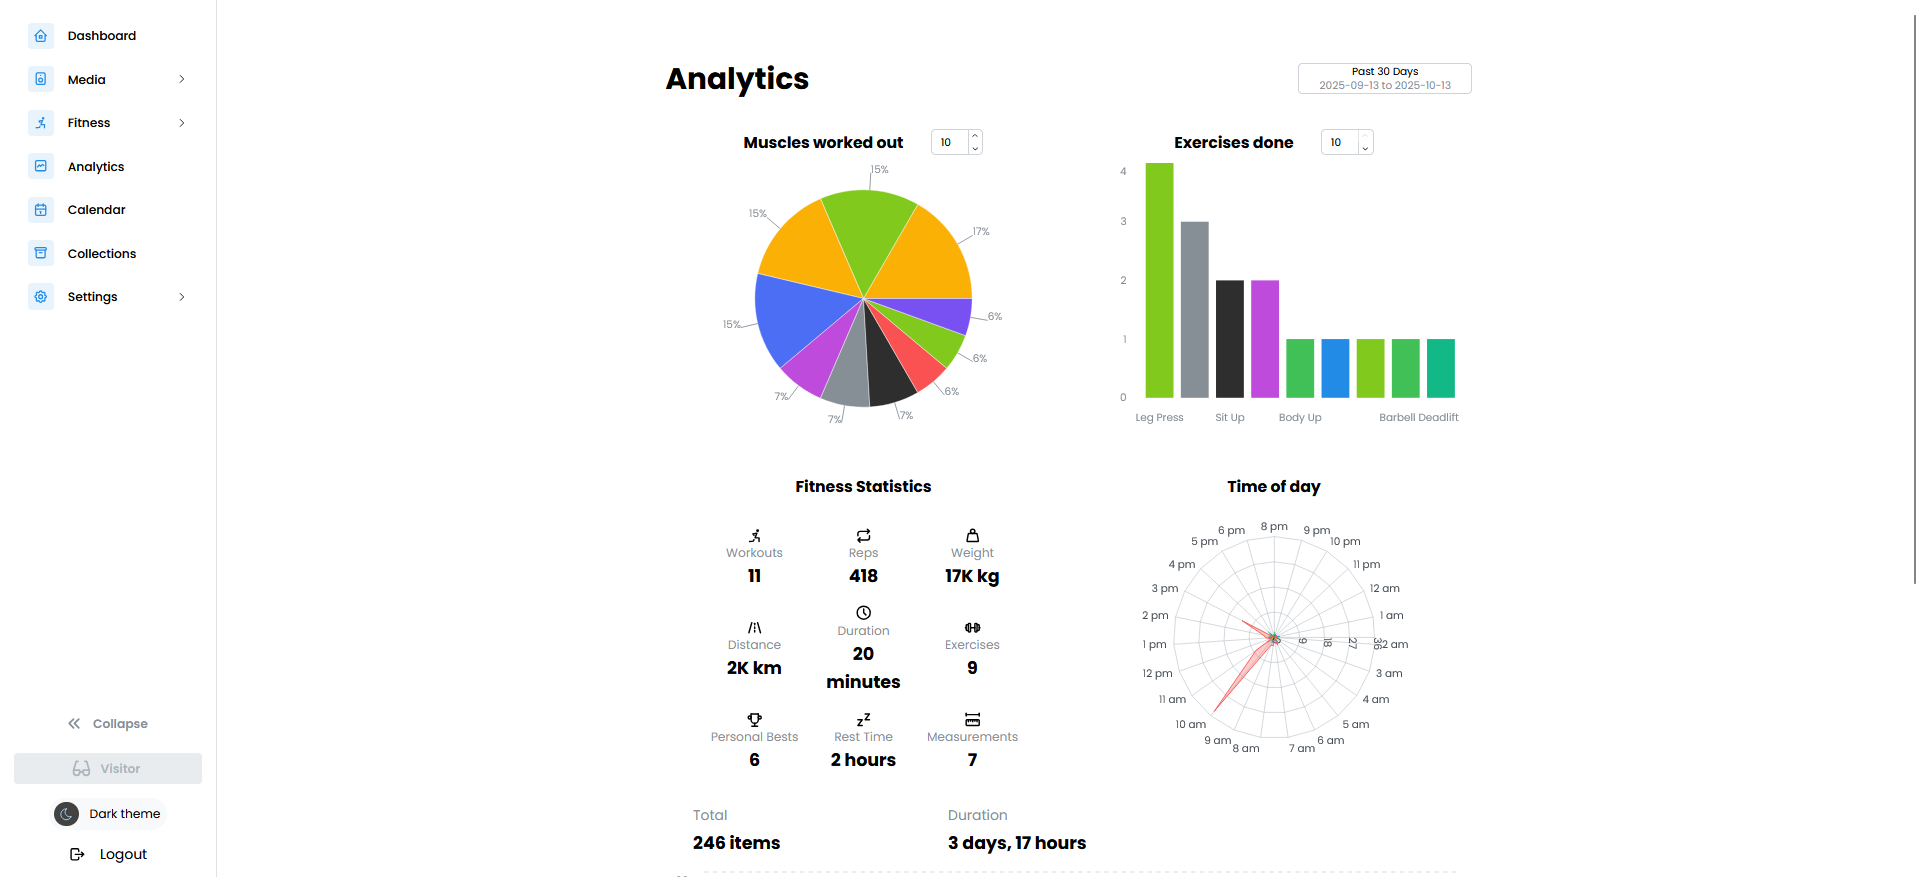 Dashboard
Media
Fitness
Analytics
Calendar
Collections
Settings
Collapse
Visitor
Dark theme
Logout
Analytics
Past 30 Days
2025-09-13 to 2025-10-13
Muscles worked out
10
15%
17%
15%
15%
6%
6%
6%
7%
7%
7%
Exercises done
10
4
3
2
1
0
Leg Press
Sit Up
Body Up
Barbell Deadlift
Fitness Statistics
Workouts
11
Reps
418
Weight
17K kg
Distance
2K km
Duration
20
minutes
Exercises
9
Personal Bests
6
Rest Time
2 hours
Measurements
7
Time of day
8 pm
9 pm
10 pm
11 pm
12 am
1 am
2 am
3 am
4 am
5 am
6 am
7 am
8 am
9 am
10 am
11 am
12 pm
1 pm
2 pm
3 pm
4 pm
5 pm
6 pm
9
18
27
36
Total
246 items
Duration
3 days, 17 hours